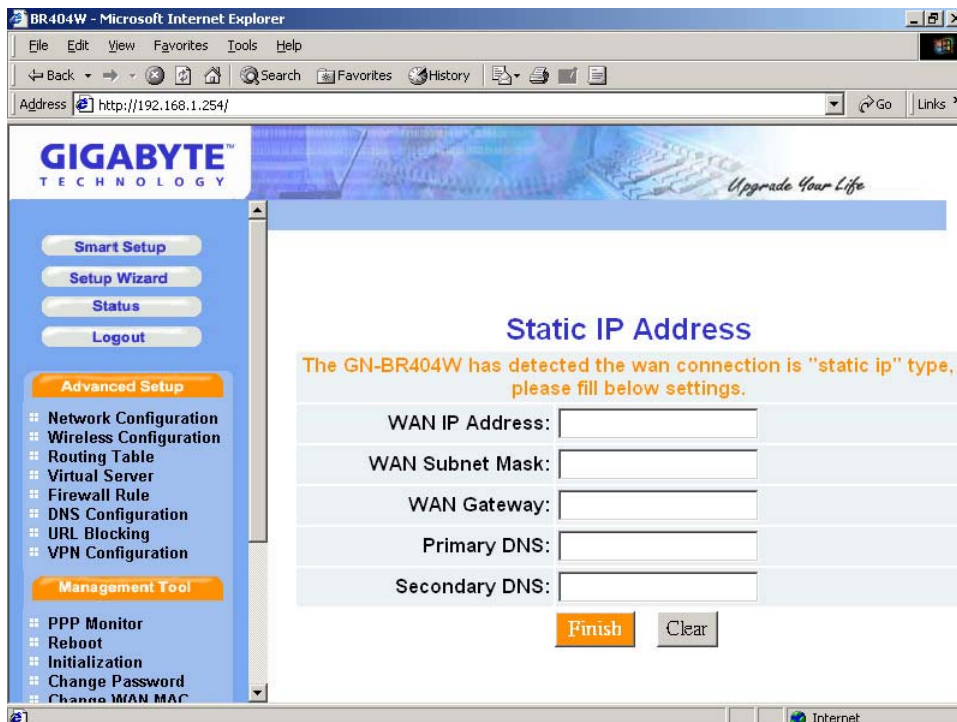 BR404W - Microsoft Internet Explorer
File Edit View Favorites Tools Help
Back Search Favorites History
Address http://192.168.1.254/ Go Links
GIGABYTE™
TECHNOLOGY
Upgrade Your Life
Smart Setup
Setup Wizard
Status
Logout
Advanced Setup
Network Configuration
Wireless Configuration
Routing Table
Virtual Server
Firewall Rule
DNS Configuration
URL Blocking
VPN Configuration
Management Tool
PPP Monitor
Reboot
Initialization
Change Password
Change WAN MAC
Static IP Address
The GN-BR404W has detected the wan connection is "static ip" type,
please fill below settings.
WAN IP Address:
WAN Subnet Mask:
WAN Gateway:
Primary DNS:
Secondary DNS:
Finish Clear
Internet